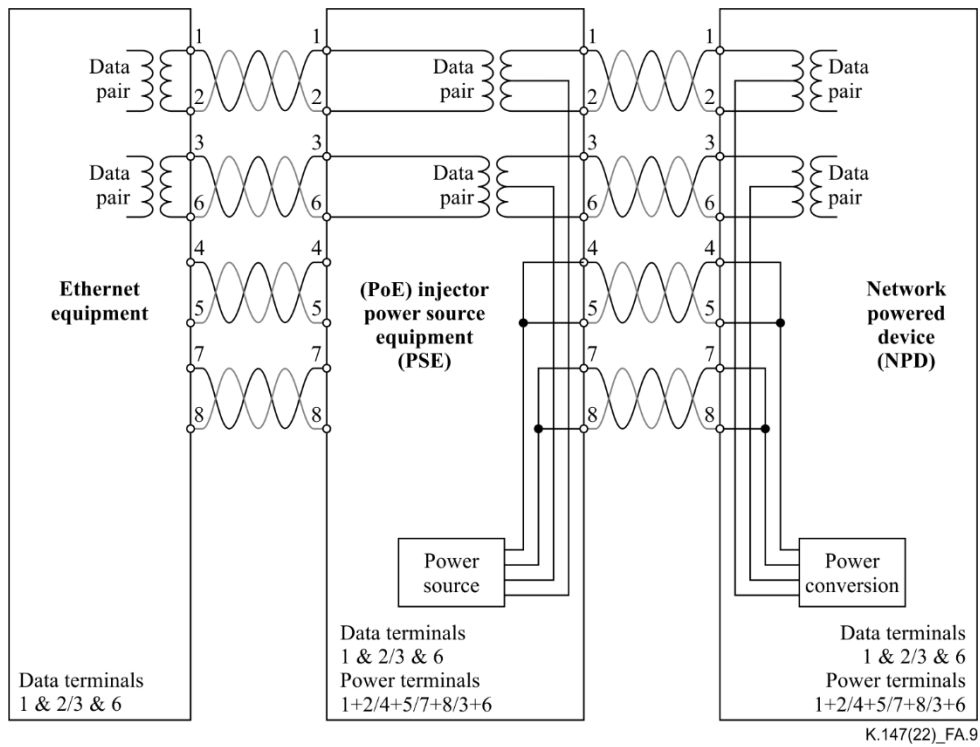 1
1
1
1
Data
pair
Data
pair
Data
pair
Data
pair
2
2
2
2
3
3
3
3
Data
pair
Data
pair
Data
pair
Data
pair
6
6
6
6
4
4
4
4
Ethernet
equipment
(PoE) injector
power source
equipment
(PSE)
Network
powered
device
(NPD)
5
5
5
5
7
7
7
7
8
8
8
8
Power
source
Power
conversion
Data terminals
1 & 2/3 & 6
Data terminals
1 & 2/3 & 6
Power terminals
1+2/4+5/7+8/3+6
Data terminals
1 & 2/3 & 6
Power terminals
1+2/4+5/7+8/3+6
K.147(22)_FA.9